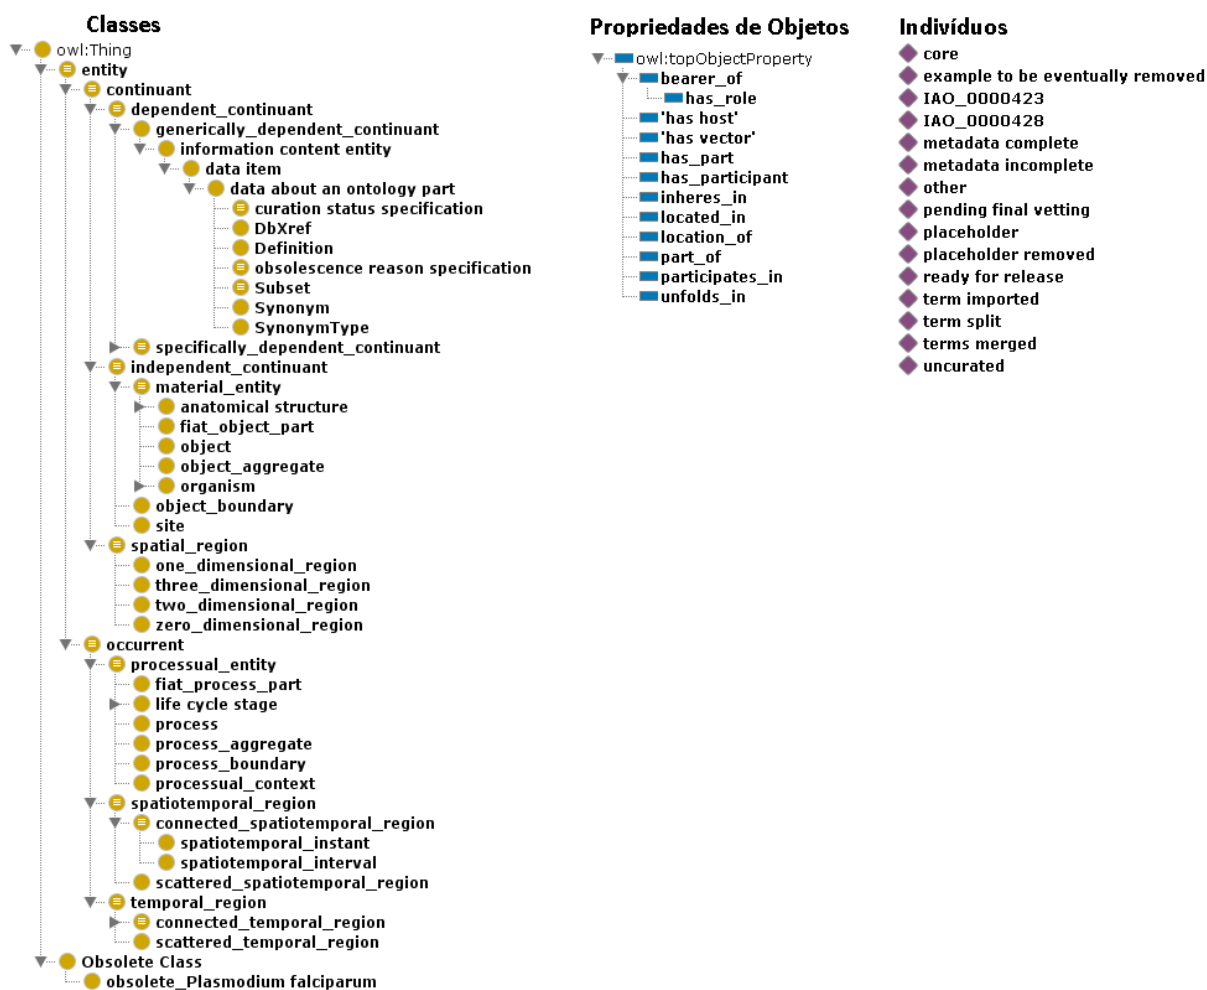 Classes
owl:Thing
entity
continuant
dependent_continuant
generically_dependent_continuant
information content entity
data item
data about an ontology part
curation status specification
DbXref
Definition
obsolescence reason specification
Subset
Synonym
SynonymType
specifically_dependent_continuant
independent_continuant
material_entity
anatomical structure
fiat_object_part
object
object_aggregate
organism
object_boundary
site
spatial_region
one_dimensional_region
three_dimensional_region
two_dimensional_region
zero_dimensional_region
occurrent
processual_entity
fiat_process_part
life cycle stage
process
process_aggregate
process_boundary
processual_context
spatiotemporal_region
connected_spatiotemporal_region
spatiotemporal_instant
spatiotemporal_interval
scattered_spatiotemporal_region
temporal_region
connected_temporal_region
scattered_temporal_region
Obsolete Class
obsolete_Plasmodium falciparum
Propriedades de Objetos
owl:topObjectProperty
bearer_of
has_role
'has host'
'has vector'
has_part
has_participant
inheres_in
located_in
location_of
part_of
participates_in
unfolds_in
Indivíduos
core
example to be eventually removed
IAO_0000423
IAO_0000428
metadata complete
metadata incomplete
other
pending final vetting
placeholder
placeholder removed
ready for release
term imported
term split
terms merged
uncurated